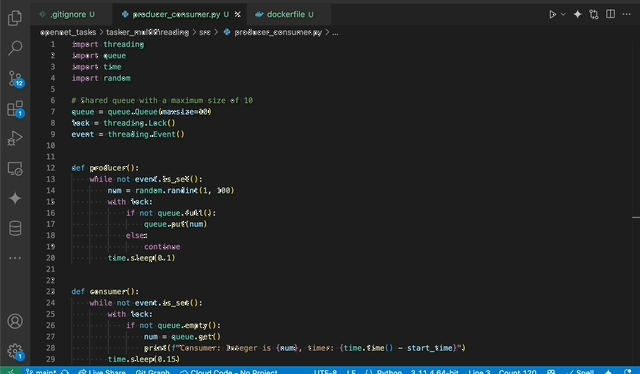 .gitignore U
producer_consumer.py U
dockerfile U
src > producer_consumer.py > ...
1 import threading
2 import queue
3 import time
4 import random
5
6 # Shared queue with a maximum size of 10
7 queue = queue.Queue(maxsize=10)
8 lock = threading.Lock()
9 event = threading.Event()
10
11
12 def producer():
13 while not event.is_set():
14 num = random.randint(1, 100)
15 with lock:
16 if not queue.full():
17 queue.put(num)
18 else:
19 continue
20 time.sleep(0.1)
21
22
23 def consumer():
24 while not event.is_set():
25 with lock:
26 if not queue.empty():
27 num = queue.get()
28 print(f"Consumer: Integer is {num}, timer: {time.time() - start_time}")
29 time.sleep(0.15)
12
1
1
main* Live Share Git Graph Cloud Code - No Project UTF-8 LF Python 3.11.4 64-bit Line 3 Count 120 Spell